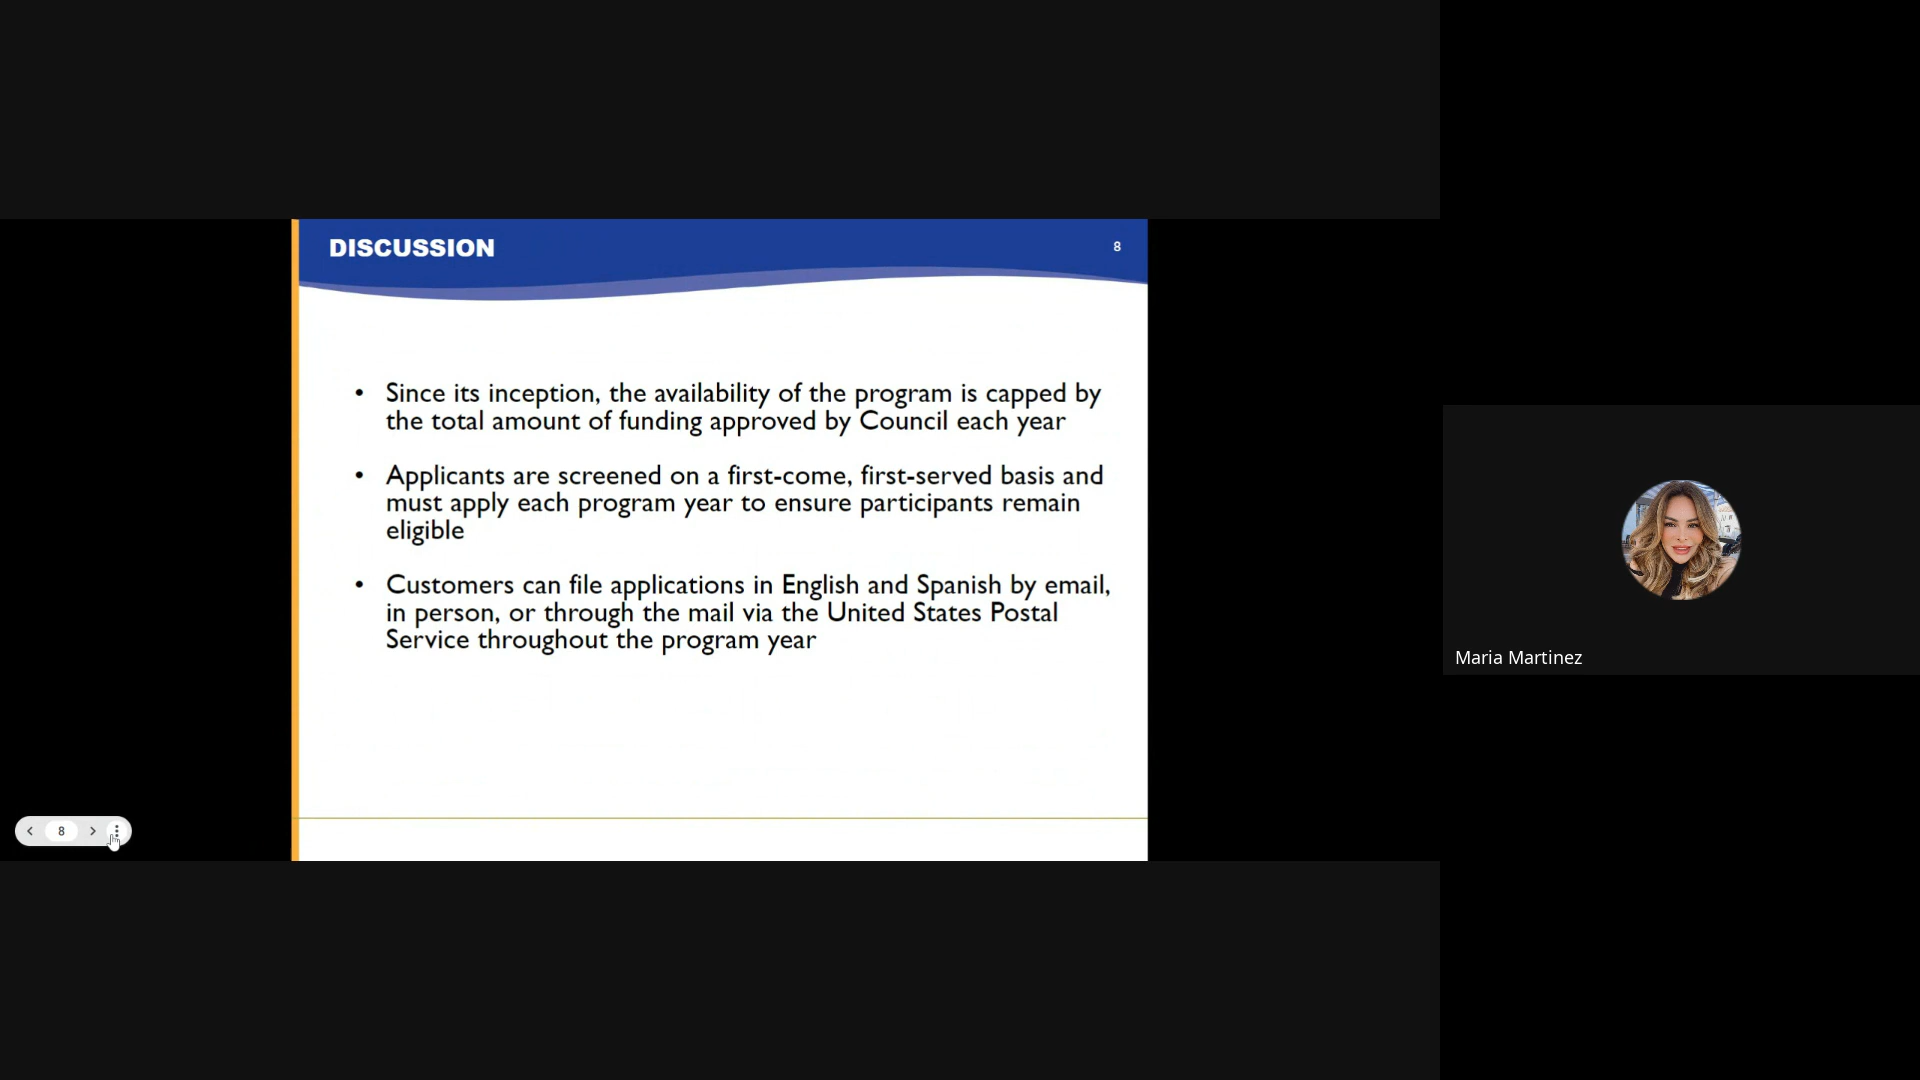 DISCUSSION
8
• Since its inception, the availability of the program is capped by
the total amount of funding approved by Council each year
• Applicants are screened on a first-come, first-served basis and
must apply each program year to ensure participants remain
eligible
• Customers can file applications in English and Spanish by email,
in person, or through the mail via the United States Postal
Service throughout the program year
8
Maria Martinez